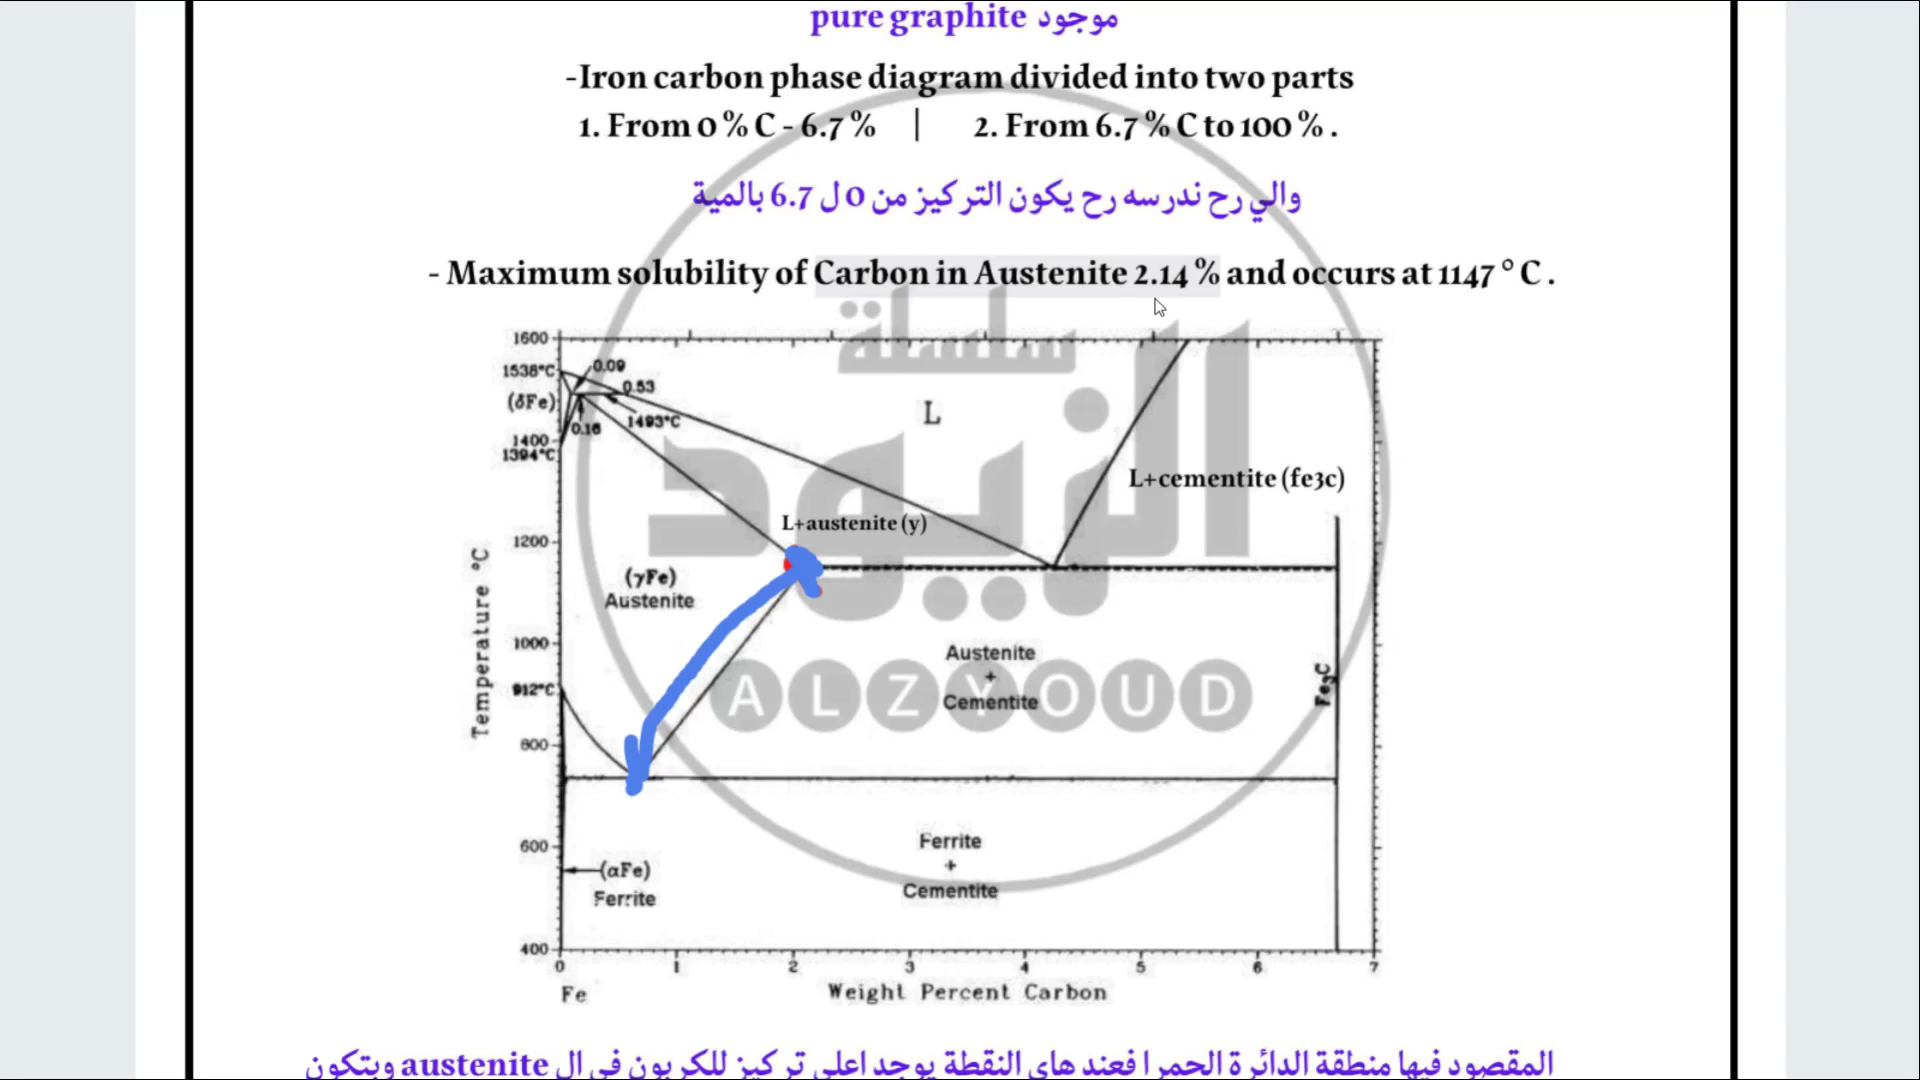 موجود pure graphite
-Iron carbon phase diagram divided into two parts
1. From 0 % C - 6.7 % | 2. From 6.7 % C to 100 % .
والي رح ندرسه رح يكون التركيز من 0 ل 6.7 بالمية
- Maximum solubility of Carbon in Austenite 2.14 % and occurs at 1147 ° C .
سلسلة
الزيود
ALZYOUD
1600
1538°C
0.09
0.53
(δFe)
1493°C
0.16
1400
1394°C
L
L+cementite (fe3c)
L+austenite (y)
1200
(γFe)
Austenite
Temperature °C
1000
Austenite
+
Cementite
Fe3C
912°C
800
600
Ferrite
+
Cementite
(αFe)
Ferrite
400
0 1 2 3 4 5 6 7
Fe
Weight Percent Carbon
المقصود فيها منطقة الدائرة الحمرا فعند هاي النقطة يوجد اعلى تركيز للكربون في ال austenite وبتكون